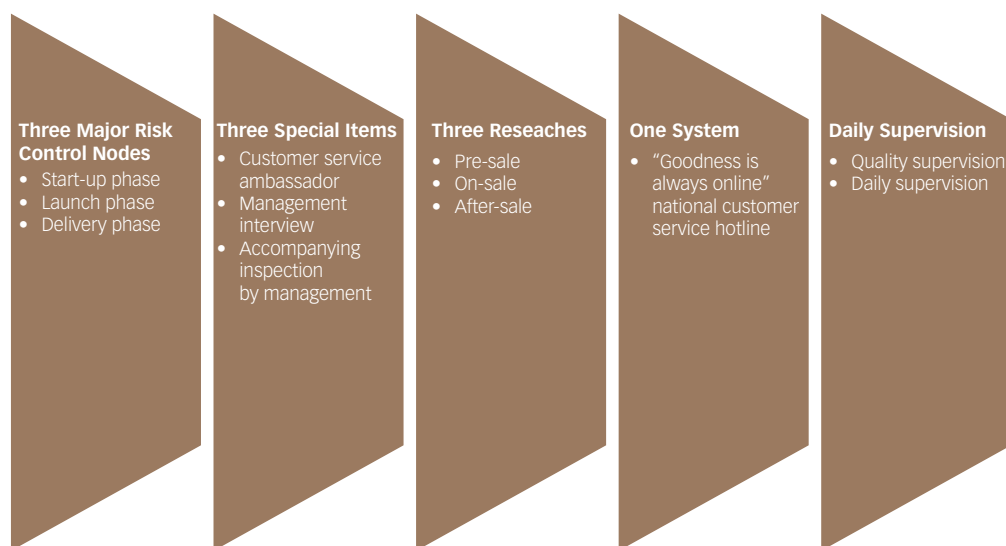 Three Major Risk
Control Nodes
• Start-up phase
• Launch phase
• Delivery phase
Three Special Items
• Customer service
ambassador
• Management
interview
• Accompanying
inspection
by management
Three Reseaches
• Pre-sale
• On-sale
• After-sale
One System
• “Goodness is
always online”
national customer
service hotline
Daily Supervision
• Quality supervision
• Daily supervision